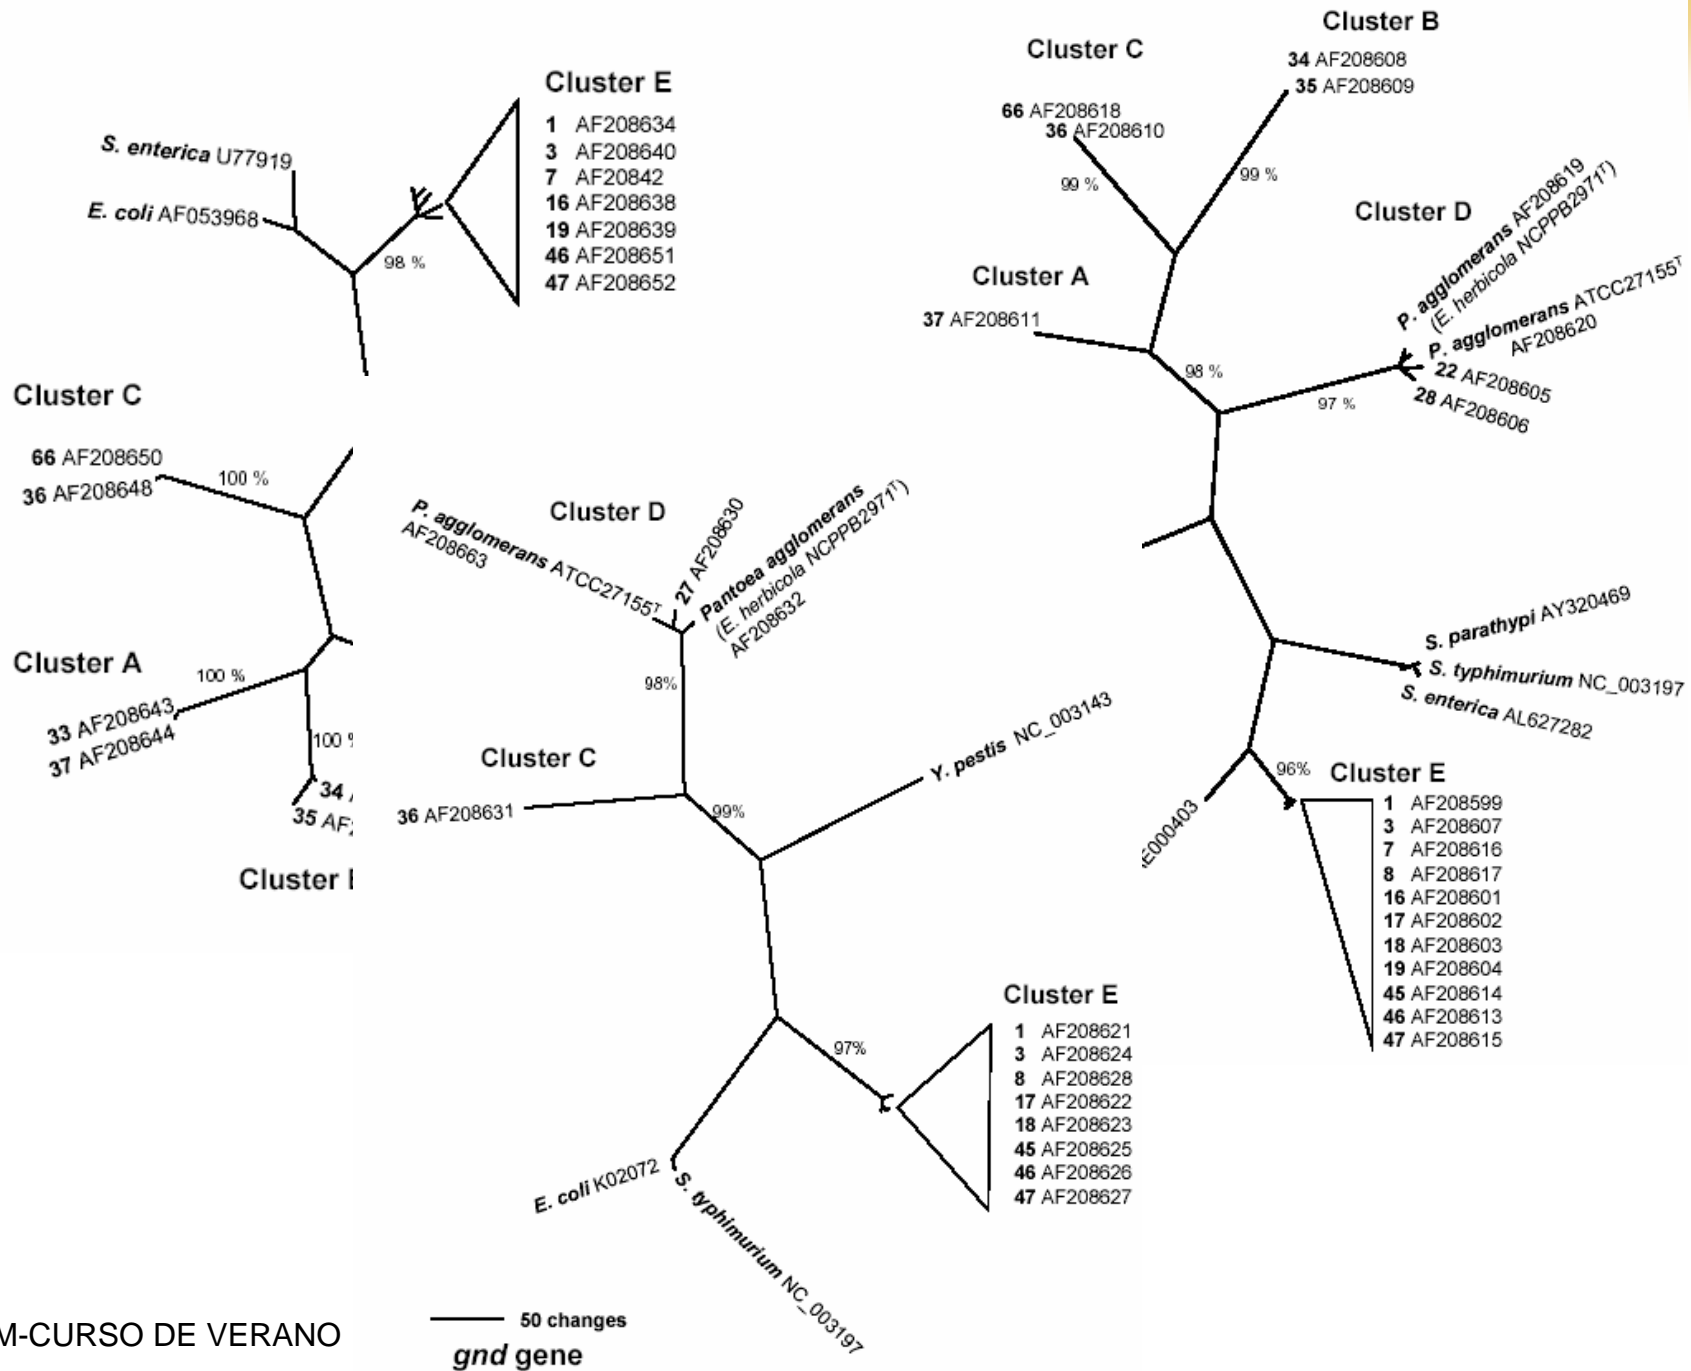 Cluster E
1 AF208634
3 AF208640
7 AF20842
16 AF208638
19 AF208639
46 AF208651
47 AF208652
S. enterica U77919
E. coli AF053968
98 %
Cluster C
66 AF208650
36 AF208648
100 %
Cluster A
100 %
33 AF208643
37 AF208644
100
34
35 AF
Cluster
Cluster D
P. agglomerans ATCC27155T
AF208663
27 AF208630
Pantoea agglomerans
(E. herbicola NCPPB2971T)
AF208632
98%
Cluster C
36 AF208631
99%
Y. pestis NC_003143
Cluster E
97%
1 AF208621
3 AF208624
8 AF208628
17 AF208622
18 AF208623
45 AF208625
46 AF208626
47 AF208627
E. coli K02072
S. typhimurium NC_003197
50 changes
gnd gene
Cluster B
34 AF208608
35 AF208609
Cluster C
66 AF208618
36 AF208610
99 %
99 %
Cluster D
P. agglomerans AF208619
(E. herbicola NCPPB2971T)
P. agglomerans ATCC27155T
AF208620
22 AF208605
28 AF208606
Cluster A
37 AF208611
98 %
97 %
S. parathypi AY320469
S. typhimurium NC_003197
S. enterica AL627282
E000403
96%
Cluster E
1 AF208599
3 AF208607
7 AF208616
8 AF208617
16 AF208601
17 AF208602
18 AF208603
19 AF208604
45 AF208614
46 AF208613
47 AF208615
M-CURSO DE VERANO